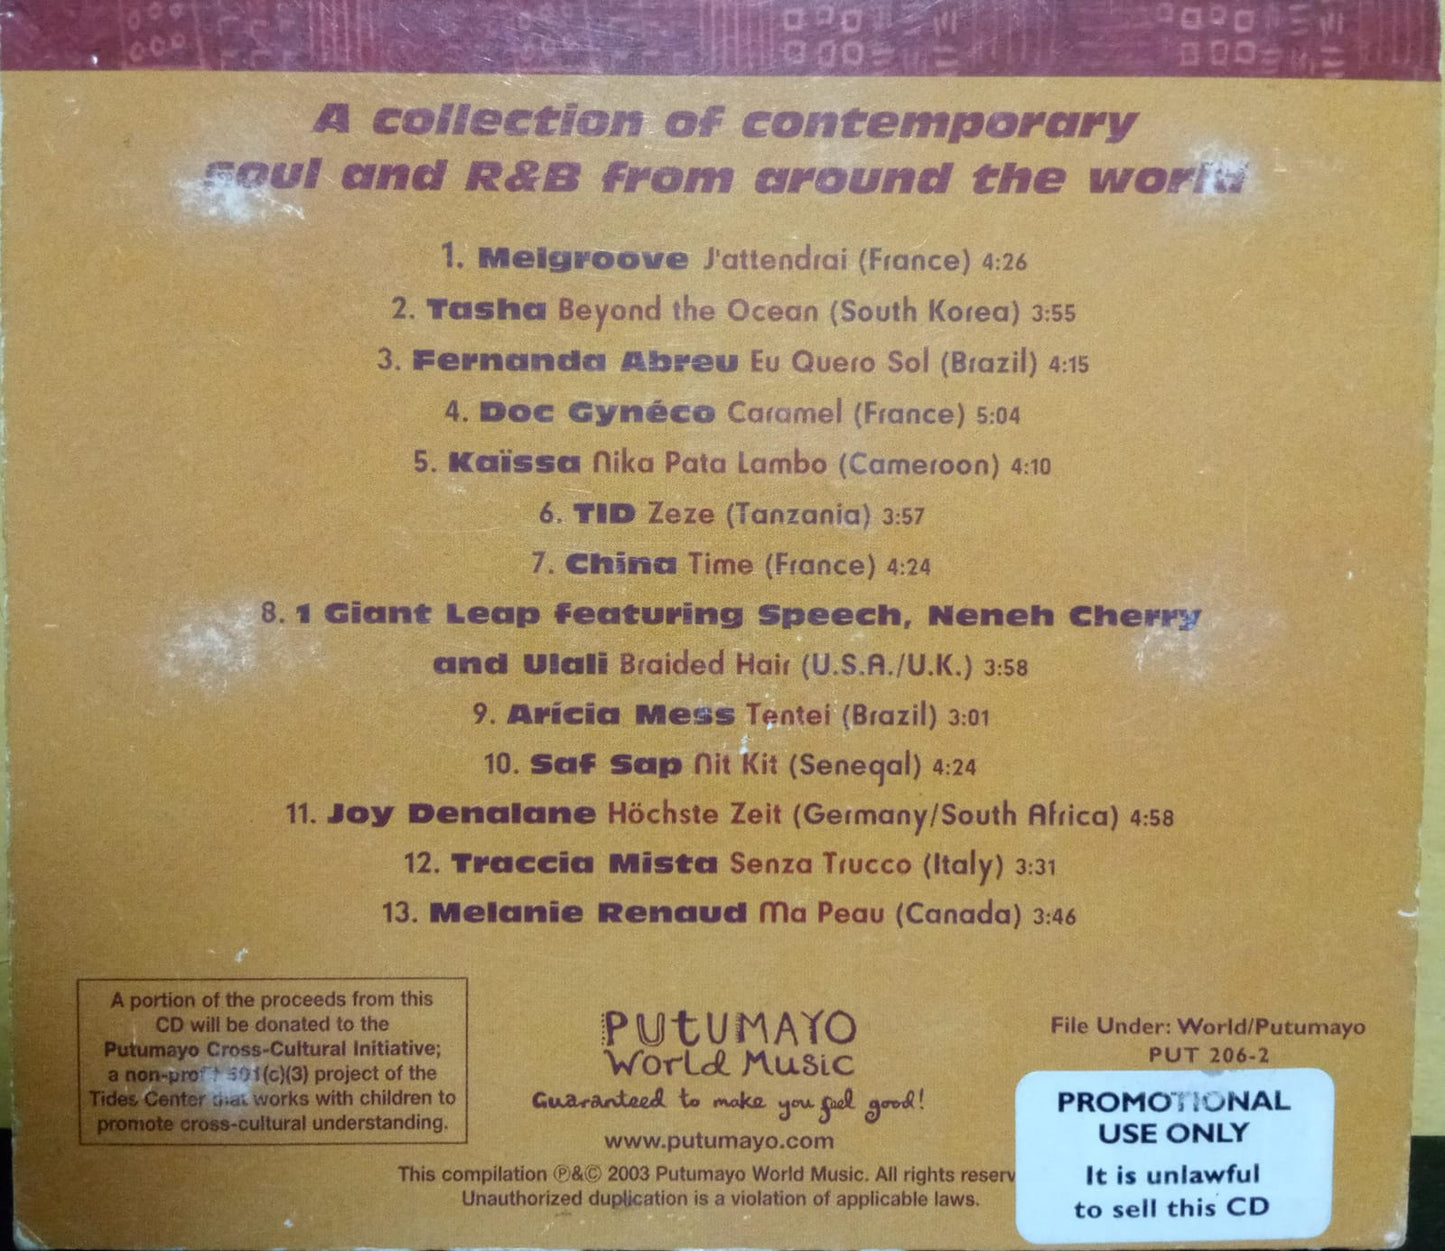 A collection of contemporary
soul and R&B from around the world
1. Melgroove J'attendrai (France) 4:26
2. Tasha Beyond the Ocean (South Korea) 3:55
3. Fernanda Abreu Eu Quero Sol (Brazil) 4:15
4. Doc Gynéco Caramel (France) 5:04
5. Kaïssa Nika Pata Lambo (Cameroon) 4:10
6. TID Zeze (Tanzania) 3:57
7. China Time (France) 4:24
8. 1 Giant Leap featuring Speech, Neneh Cherry
and Ulali Braided Hair (U.S.A./U.K.) 3:58
9. Aricia Mess Tentei (Brazil) 3:01
10. Saf Sap Nit Kit (Senegal) 4:24
11. Joy Denalane Höchste Zeit (Germany/South Africa) 4:58
12. Traccia Mista Senza Trucco (Italy) 3:31
13. Melanie Renaud Ma Peau (Canada) 3:46
A portion of the proceeds from this
CD will be donated to the
Putumayo Cross-Cultural Initiative;
a non-profit 501(c)(3) project of the
Tides Center that works with children to
promote cross-cultural understanding.
PUTUMAYO
World Music
Guaranteed to make you feel good!
www.putumayo.com
This compilation ℗&© 2003 Putumayo World Music. All rights reserv
Unauthorized duplication is a violation of applicable laws.
File Under: World/Putumayo
PUT 206-2
PROMOTIONAL
USE ONLY
It is unlawful
to sell this CD